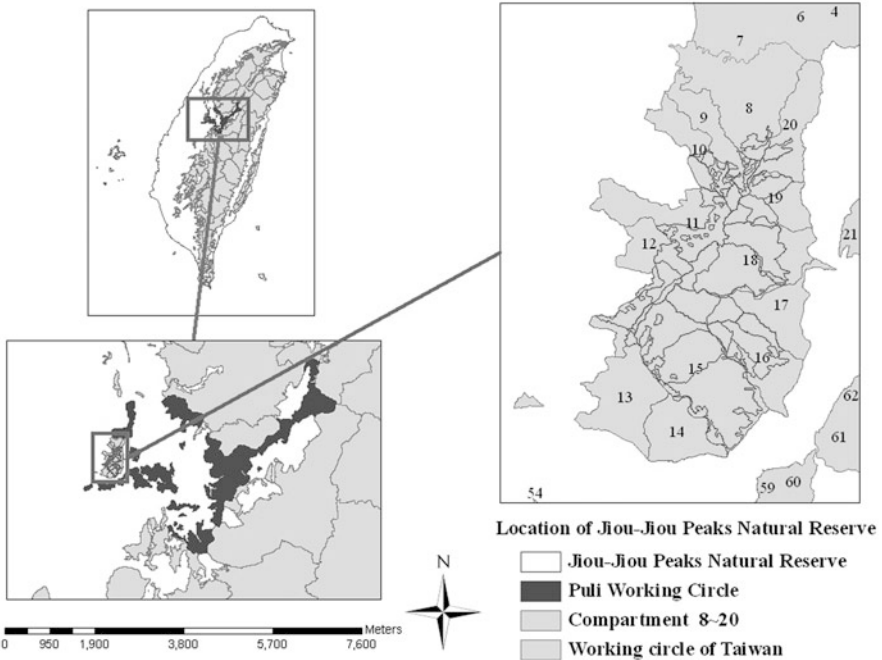 6 4
7
9 8
20
10
19
11
21
12
18
17
16
15
13
62
14
61
59 60
54
Location of Jiou-Jiou Peaks Natural Reserve
Jiou-Jiou Peaks Natural Reserve
Puli Working Circle
Compartment 8~20
Working circle of Taiwan
N
Meters
0 950 1,900 3,800 5,700 7,600